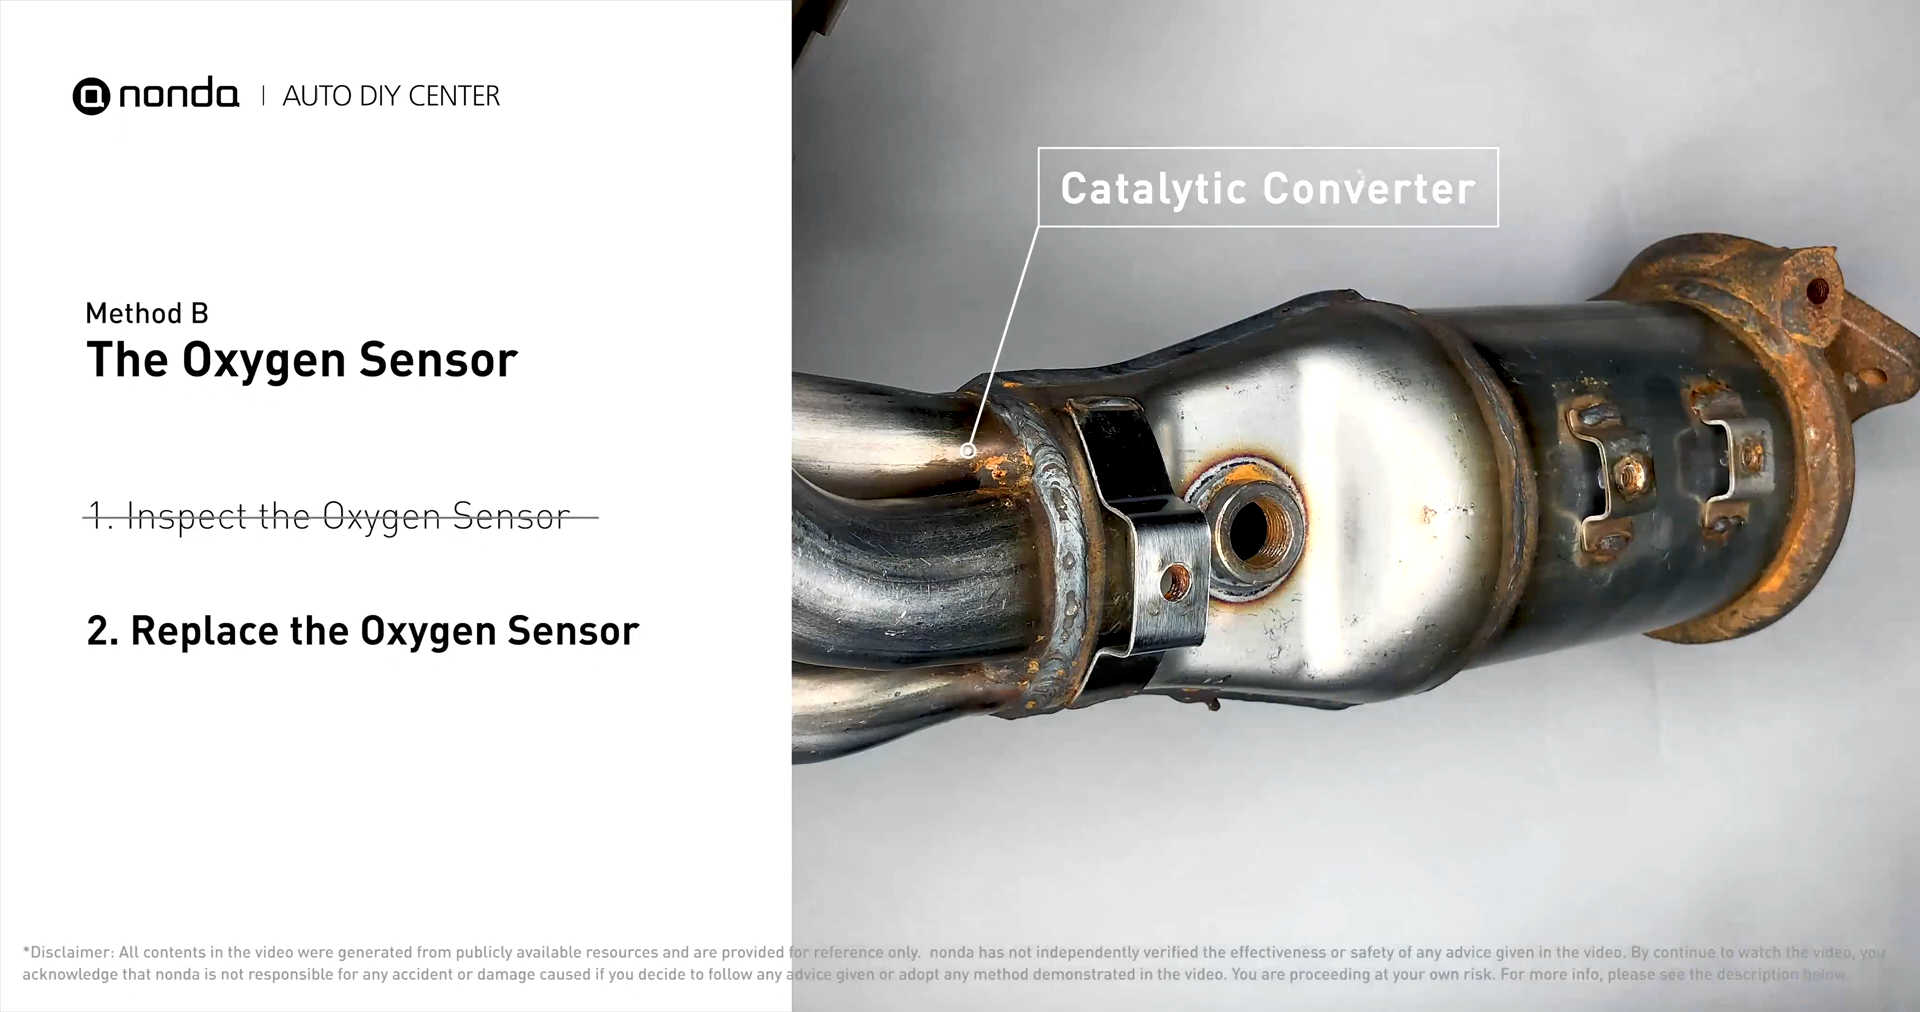 nonda | AUTO DIY CENTER
Catalytic Converter
Method B
The Oxygen Sensor
1. Inspect the Oxygen Sensor
2. Replace the Oxygen Sensor
*Disclaimer: All contents in the video were generated from publicly available resources and are provided for reference only. nonda has not independently verified the effectiveness or safety of any advice given in the video. By continue to watch the video, you
acknowledge that nonda is not responsible for any accident or damage caused if you decide to follow any advice given or adopt any method demonstrated in the video. You are proceeding at your own risk. For more info, please see the description below.